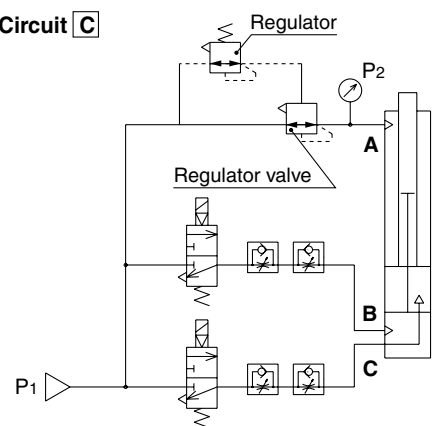 Circuit C
Regulator
P2
A
Regulator valve
B
C
P1